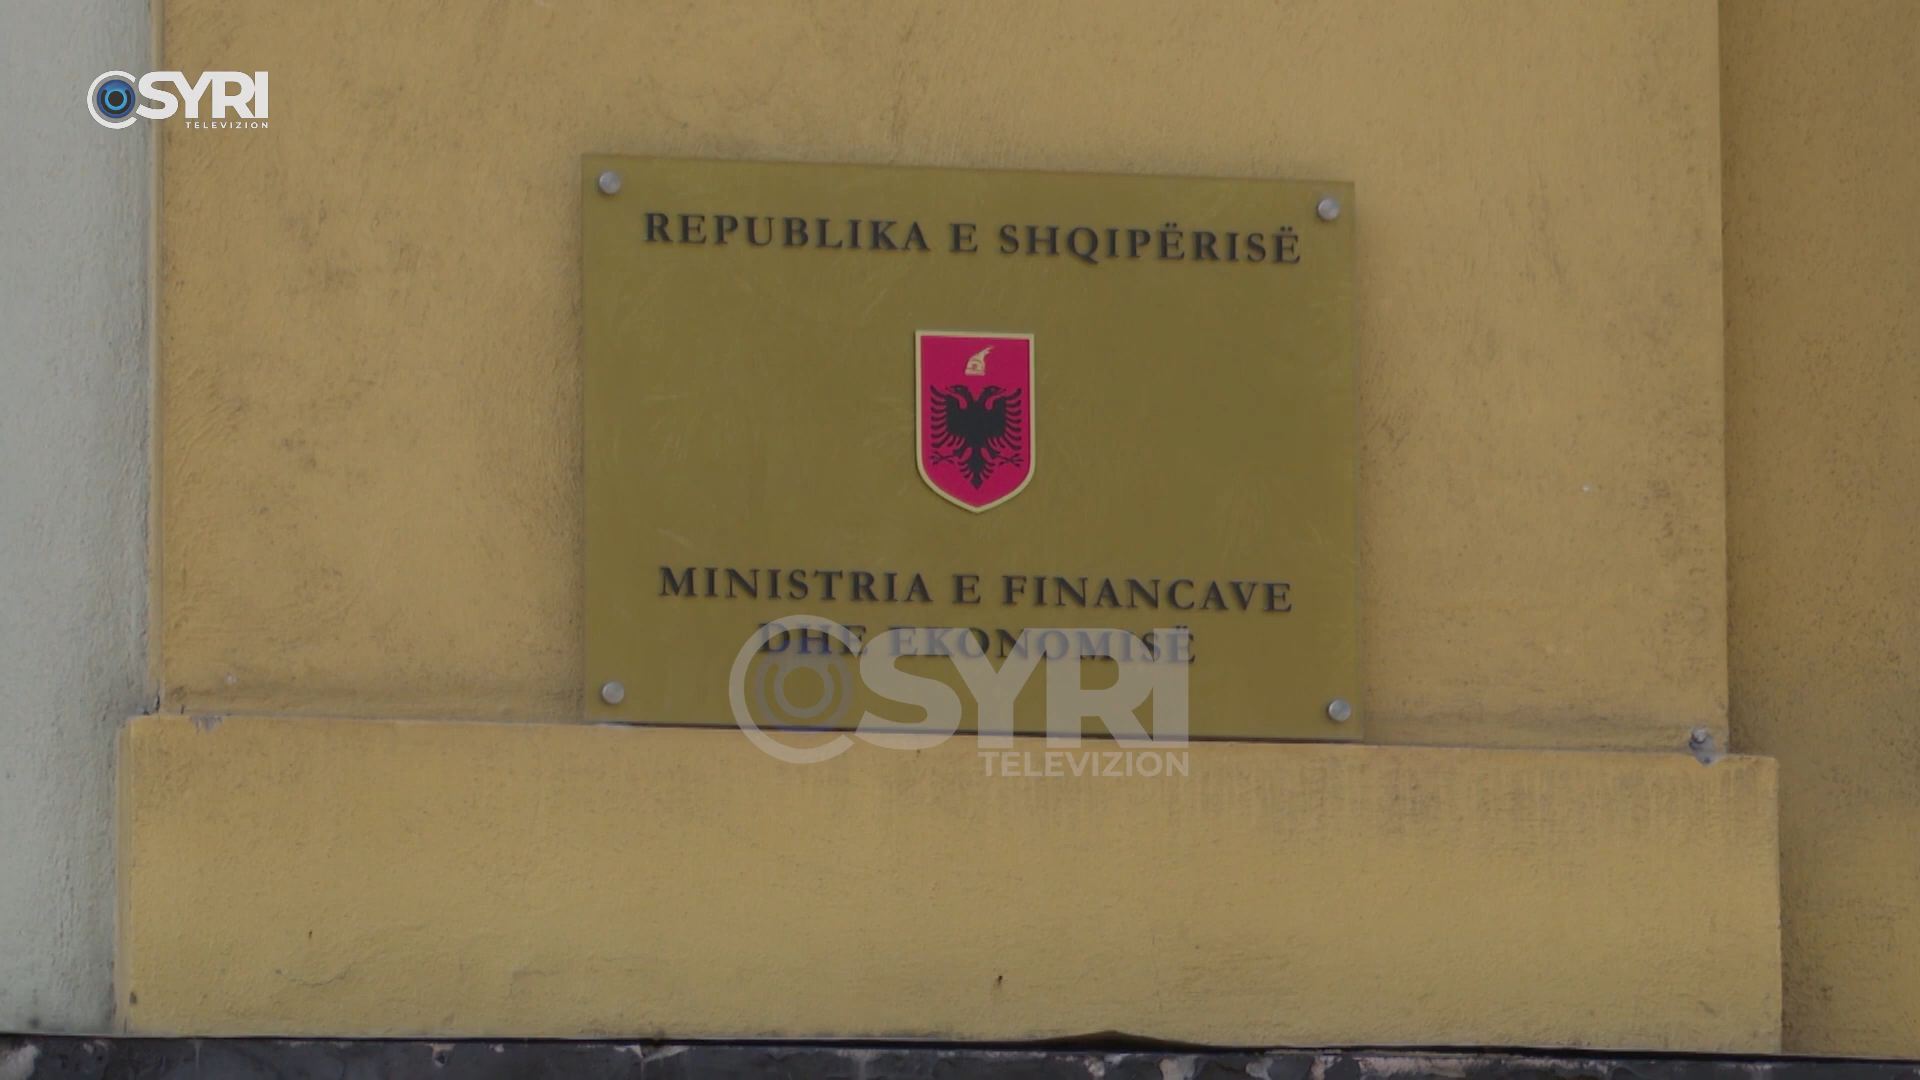 SYRI
TELEVIZION
REPUBLIKA E SHQIPËRISË
MINISTRIA E FINANCAVE
DHE EKONOMISË
SYRI
TELEVIZION